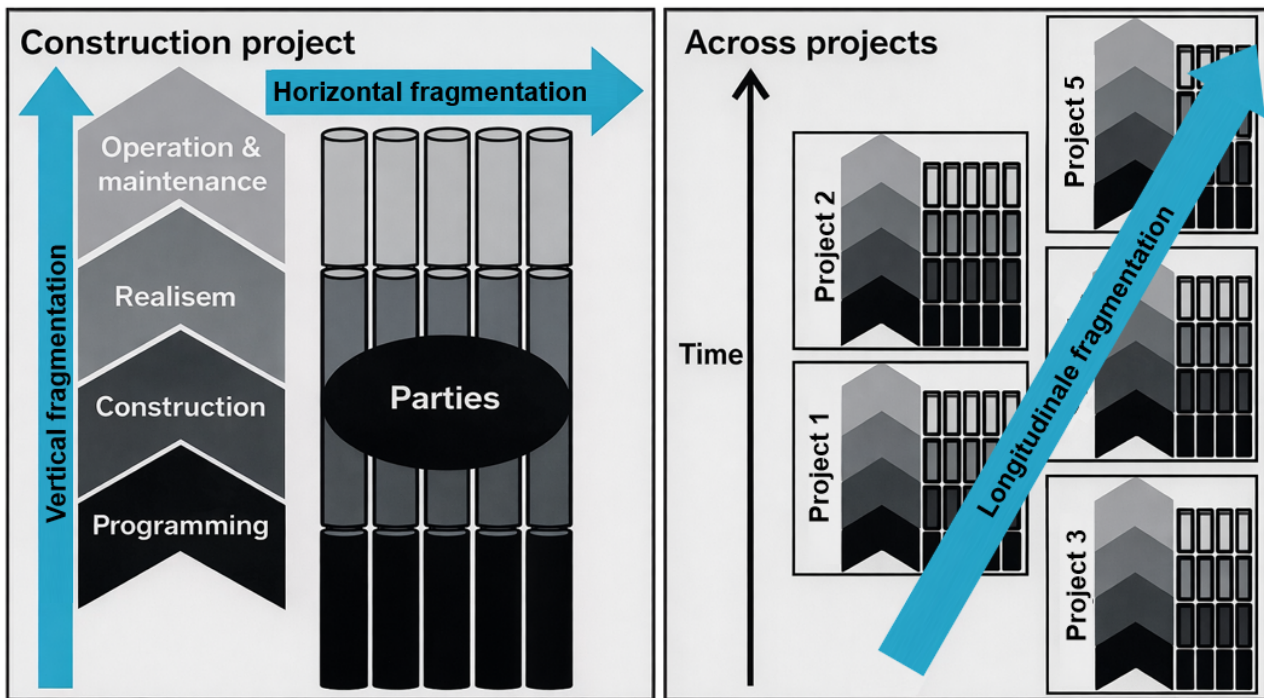 Construction project
Horizontal fragmentation
Vertical fragmentation
Operation &
maintenance
Realisem
Construction
Programming
Parties
Across projects
Time
Project 2
Project 1
Longitudinale fragmentation
Project 5
Project 3